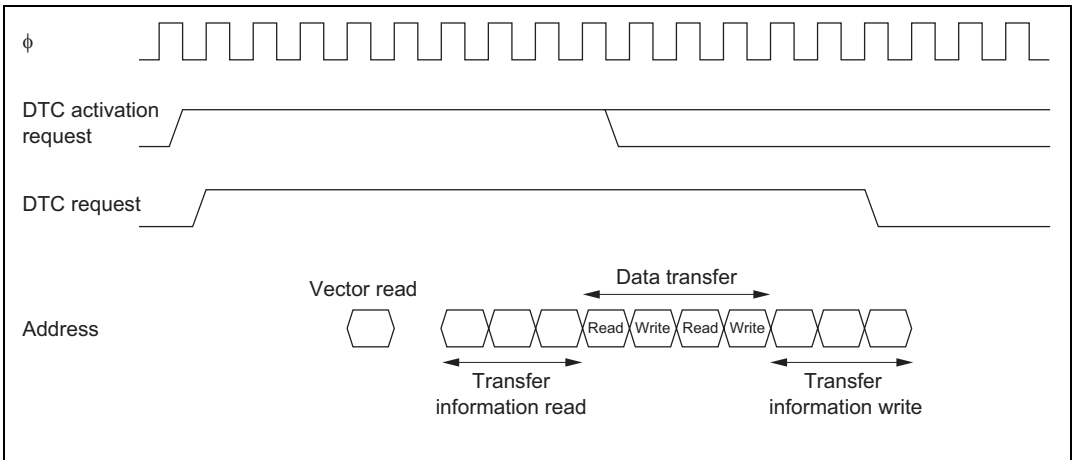 ϕ
DTC activation
request
DTC request
Vector read
Data transfer
Address
Read Write Read Write
Transfer
information read
Transfer
information write